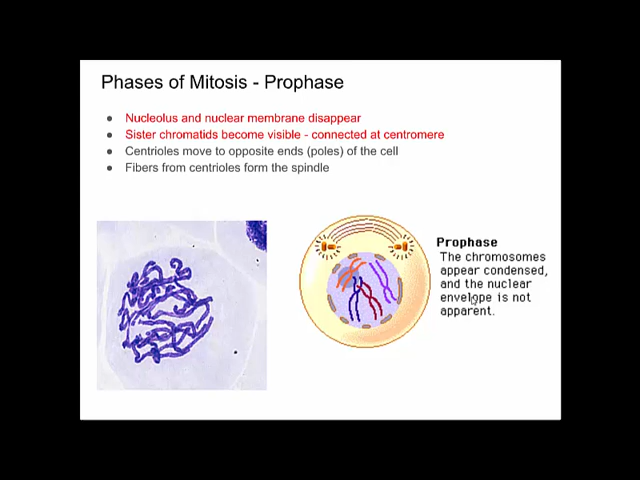 Phases of Mitosis - Prophase
● Nucleolus and nuclear membrane disappear
● Sister chromatids become visible - connected at centromere
● Centrioles move to opposite ends (poles) of the cell
● Fibers from centrioles form the spindle
Prophase
The chromosomes
appear condensed,
and the nuclear
envelope is not
apparent.